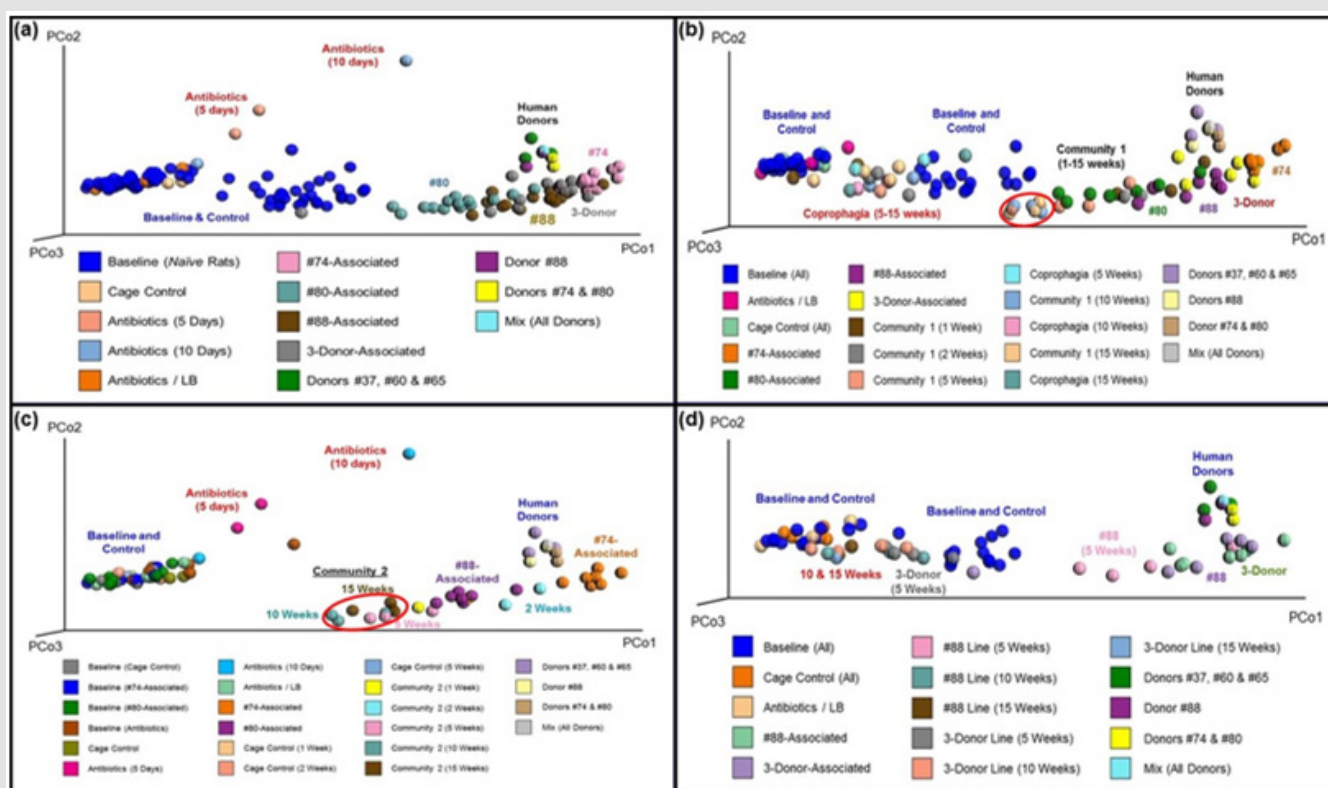 (a)
PCo2
Antibiotics
(10 days)
Antibiotics
(5 days)
Human
Donors
#74
#80
Baseline & Control
#88
3-Donor
PCo3
PCo1
Baseline (Naïve Rats)
Cage Control
Antibiotics (5 Days)
Antibiotics (10 Days)
Antibiotics / LB
#74-Associated
#80-Associated
#88-Associated
3-Donor-Associated
Donors #37, #60 & #65
Donor #88
Donors #74 & #80
Mix (All Donors)
(b)
PCo2
Human
Donors
Baseline and
Control
Baseline and
Control
Community 1
(1-15 weeks)
#74
Coprophagia (5-15 weeks)
#80
#88
3-Donor
PCo1
PCo3
Baseline (All)
Antibiotics / LB
Cage Control (All)
#74-Associated
#80-Associated
#88-Associated
3-Donor-Associated
Community 1 (1 Week)
Community 1 (2 Weeks)
Community 1 (5 Weeks)
Coprophagia (5 Weeks)
Community 1 (10 Weeks)
Coprophagia (10 Weeks)
Community 1 (15 Weeks)
Coprophagia (15 Weeks)
Donors #37, #60 & #65
Donors #88
Donor #74 & #80
Mix (All Donors)
(c)
PCo2
Antibiotics
(10 days)
Antibiotics
(5 days)
Human
Donors
Baseline and
Control
#74-
Associated
Community 2
#88-
Associated
15 Weeks
10 Weeks
5 Weeks
2 Weeks
PCo3
PCo1
Baseline (Cage Control)
Baseline (#74-Associated)
Baseline (#80-Associated)
Baseline (Antibiotics)
Cage Control
Antibiotics (5 Days)
Antibiotics (10 Days)
Antibiotics / LB
#74-Associated
#80-Associated
Cage Control (1 Week)
Cage Control (2 Weeks)
Cage Control (5 Weeks)
Community 2 (1 Week)
Community 2 (2 Weeks)
Community 2 (5 Weeks)
Community 2 (10 Weeks)
Community 2 (15 Weeks)
Donors #37, #60 & #65
Donor #88
Donors #74 & #80
Mix (All Donors)
(d)
PCo2
Human
Donors
Baseline and Control
Baseline and Control
#88
(5 Weeks)
10 & 15 Weeks
3-Donor
(5 Weeks)
#88
3-Donor
PCo3
PCo1
Baseline (All)
Cage Control (All)
Antibiotics / LB
#88-Associated
3-Donor-Associated
#88 Line (5 Weeks)
#88 Line (10 Weeks)
#88 Line (15 Weeks)
3-Donor Line (5 Weeks)
3-Donor Line (10 Weeks)
3-Donor Line (15 Weeks)
Donors #37, #60 & #65
Donor #88
Donors #74 & #80
Mix (All Donors)